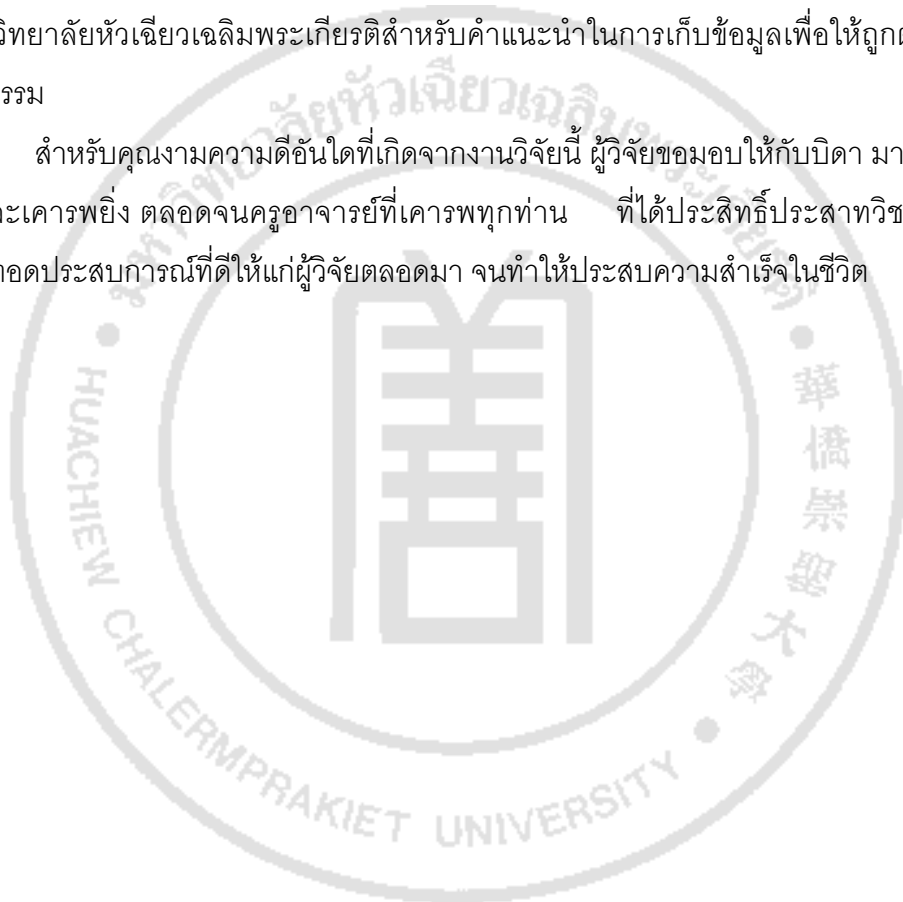 วิทยาลัยหัวเฉียวเฉลิมพระเกียรติสำหรับคำแนะนำในการเก็บข้อมูลเพื่อให้ถูก
รรม
สำหรับคุณงามความดีอันใดที่เกิดจากงานวิจัยนี้ ผู้วิจัยขอมอบให้กับบิดา มา
ละเคารพยิ่ง ตลอดจนครูอาจารย์ที่เคารพทุกท่าน ที่ได้ประสิทธิ์ประสาทวิช
ทอดประสบการณ์ที่ดีให้แก่ผู้วิจัยตลอดมา จนทำให้ประสบความสำเร็จในชีวิต
มหาวิทยาลัยหัวเฉียวเฉลิมพระเกียรติ
HUACHIEW CHALERMPRAKIET UNIVERSITY
華僑崇聖大學